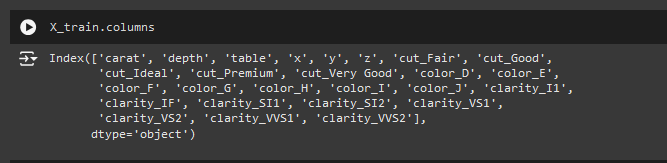 X_train.columns
Index(['carat', 'depth', 'table', 'x', 'y', 'z', 'cut_Fair', 'cut_Good',
'cut_Ideal', 'cut_Premium', 'cut_Very Good', 'color_D', 'color_E',
'color_F', 'color_G', 'color_H', 'color_I', 'color_J', 'clarity_I1',
'clarity_IF', 'clarity_SI1', 'clarity_SI2', 'clarity_VS1',
'clarity_VS2', 'clarity_VVS1', 'clarity_VVS2'],
dtype='object')